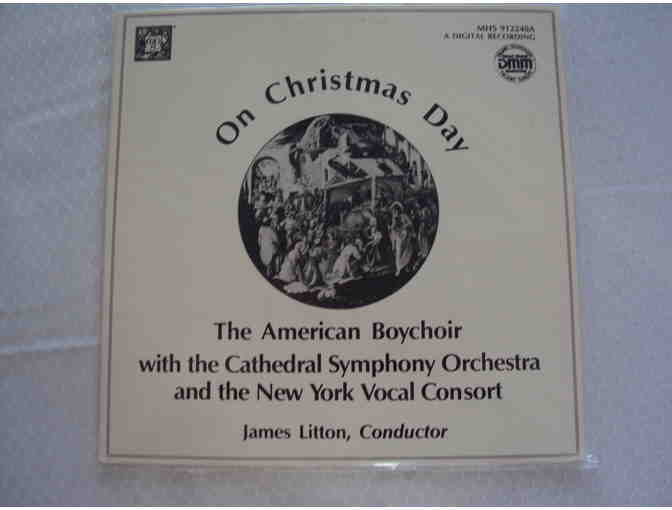 MHS 912248A
A DIGITAL RECORDING
DMM
On Christmas Day
The American Boychoir
with the Cathedral Symphony Orchestra
and the New York Vocal Consort
James Litton, Conductor